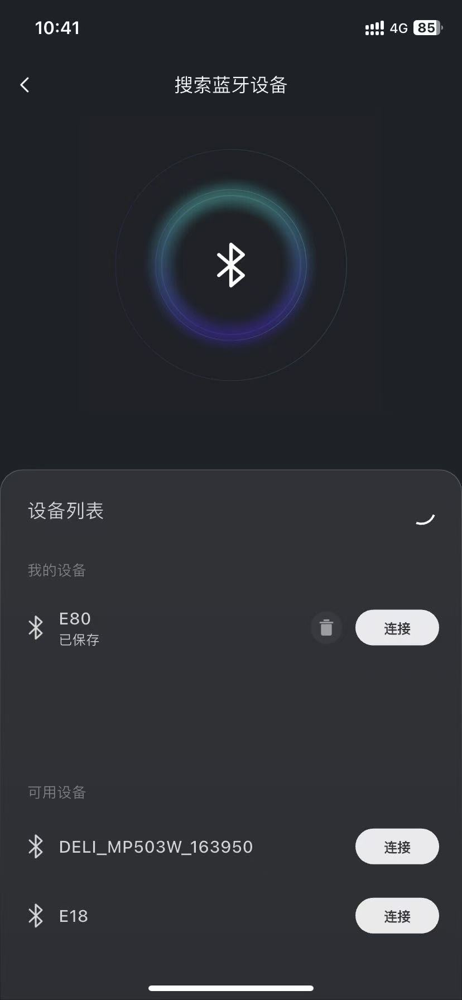 10:41
4G 85
搜索蓝牙设备
设备列表
我的设备
E80
已保存
连接
可用设备
DELI_MP503W_163950
连接
E18
连接